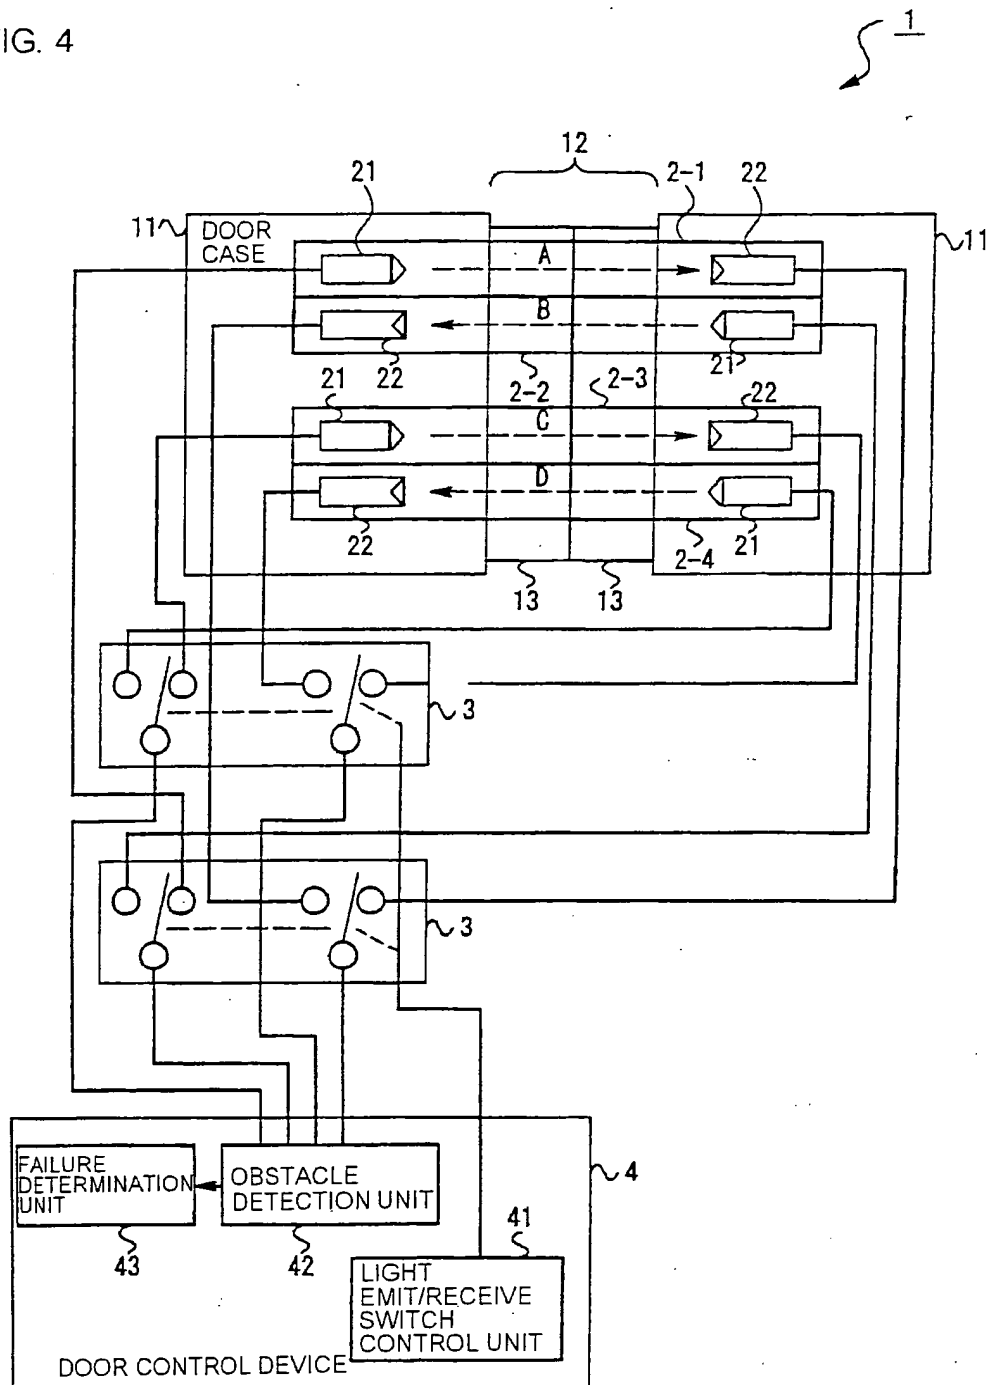 IG. 4
1
12
21
2-1
22
11
DOOR
CASE
11
A
B
22
21
21
2-2
2-3
22
C
D
22
2-4
21
13
13
3
3
FAILURE
DETERMINATION
UNIT
OBSTACLE
DETECTION UNIT
4
43
42
41
LIGHT
EMIT/RECEIVE
SWITCH
CONTROL UNIT
DOOR CONTROL DEVICE